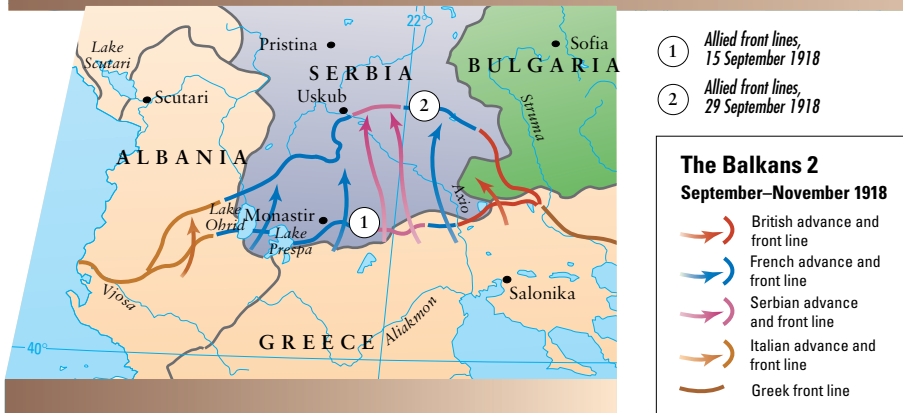 22°
Lake
Scutari
Pristina
Sofia
SERBIA
BULGARIA
Scutari
Uskub
2
Struma
ALBANIA
Axio
Lake
Ohrid
Monastir
1
Lake
Prespa
Vjosa
Salonika
GREECE
Aliakmon
40°
1 Allied front lines,
15 September 1918
2 Allied front lines,
29 September 1918
The Balkans 2
September–November 1918
British advance and
front line
French advance and
front line
Serbian advance
and front line
Italian advance and
front line
Greek front line